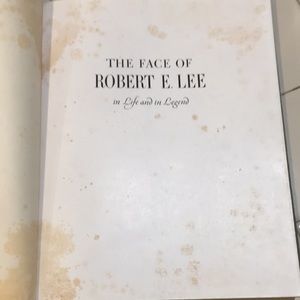 THE FACE OF
ROBERT E. LEE
in Life and in Legend